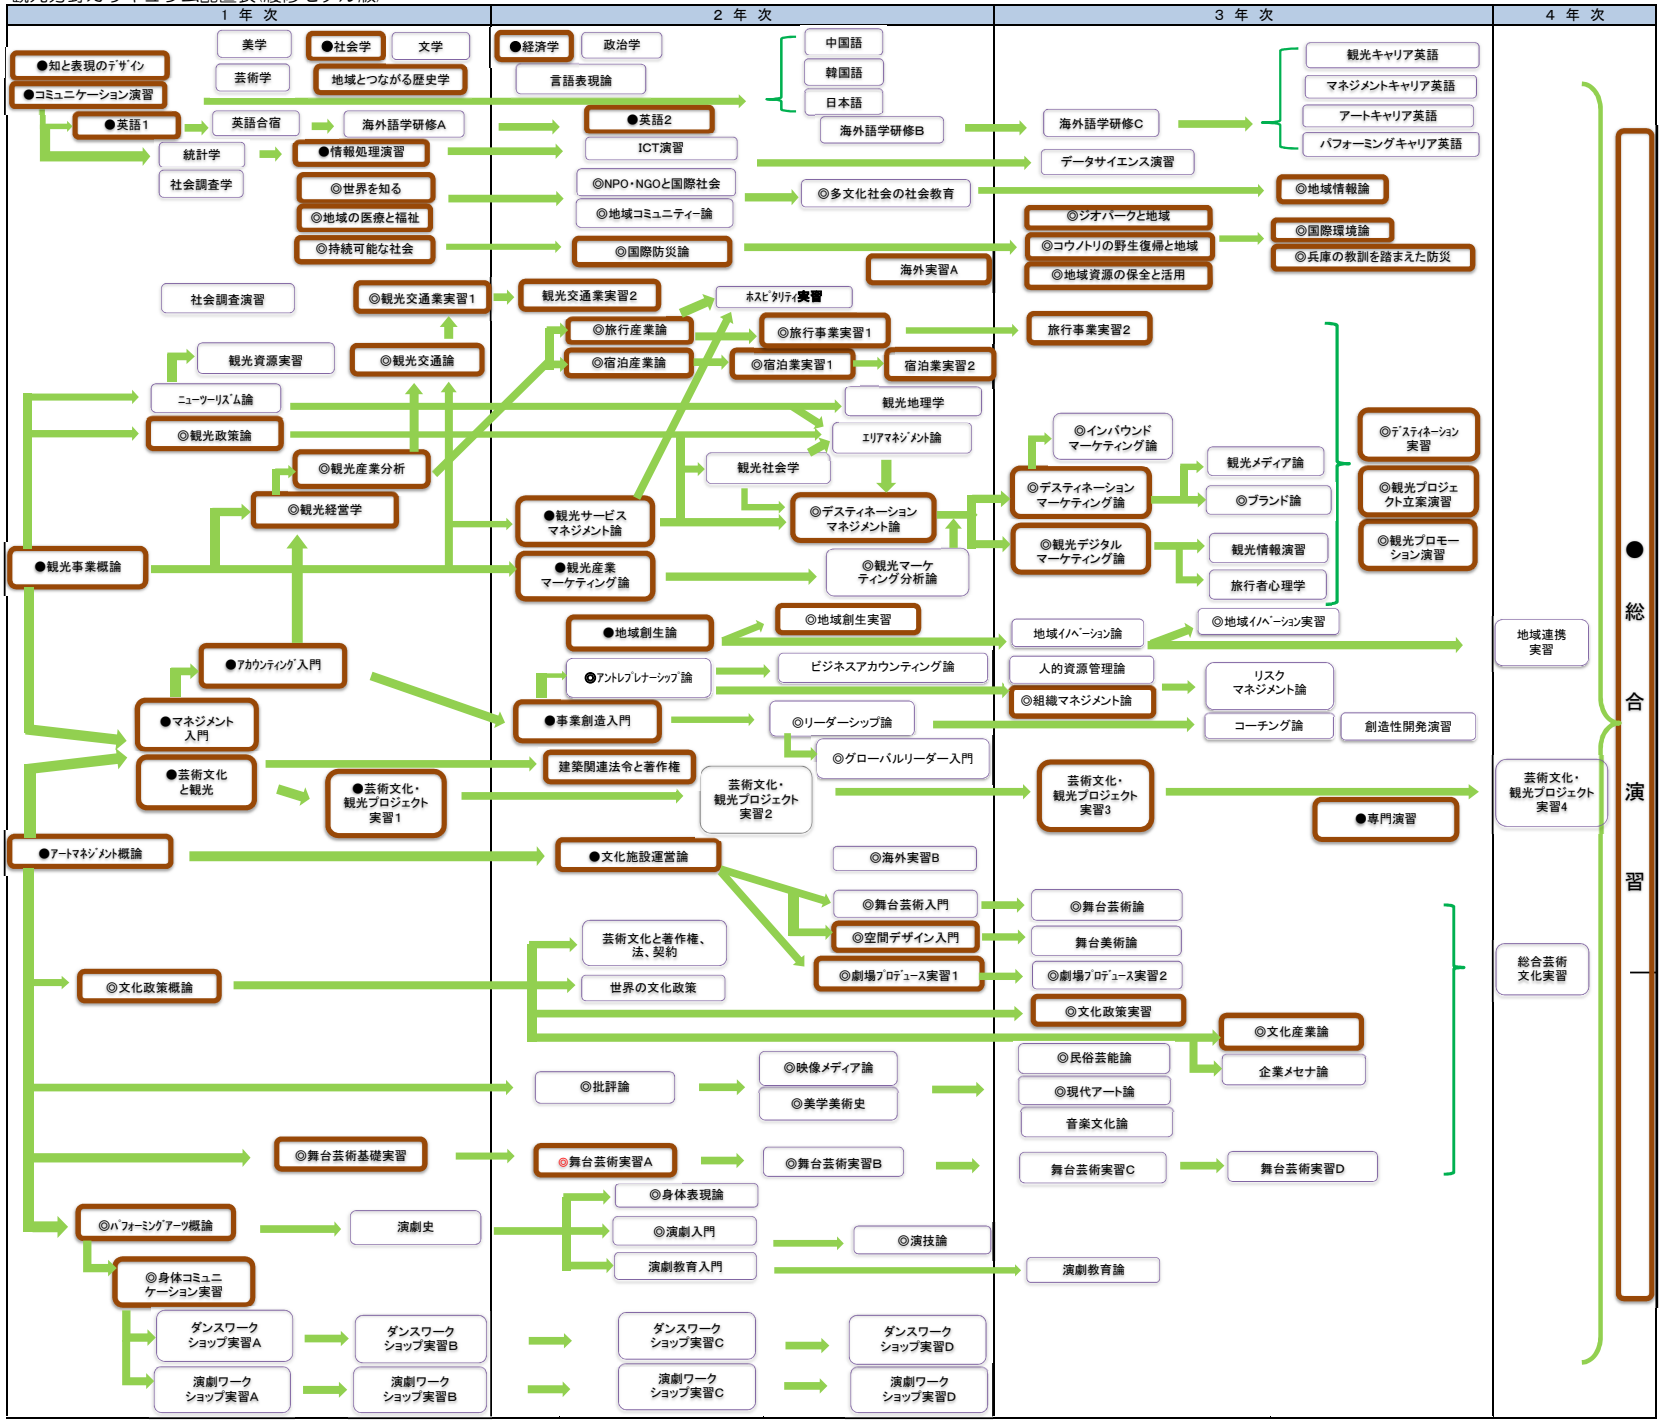 1 年 次
2 年 次
3 年 次
4 年 次
美学
●社会学
文学
●知と表現のデザイン
芸術学
地域とつながる歴史学
●コミュニケーション演習
●英語1
英語合宿
海外語学研修A
統計学
●情報処理演習
社会調査学
◎世界を知る
◎地域の医療と福祉
◎持続可能な社会
社会調査演習
◎観光交通業実習1
観光資源実習
◎観光交通論
ニューツーリズム論
◎観光政策論
◎観光産業分析
◎観光経営学
●観光事業概論
●アカウンティング入門
●マネジメント
入門
●芸術文化
と観光
●芸術文化・
観光プロジェクト
実習1
●アートマネジメント概論
◎文化政策概論
◎舞台芸術基礎実習
◎パフォーミングアーツ概論
演劇史
◎身体コミュニ
ケーション実習
ダンスワーク
ショップ実習A
ダンスワーク
ショップ実習B
演劇ワーク
ショップ実習A
演劇ワーク
ショップ実習B
●経済学
政治学
言語表現論
中国語
韓国語
日本語
●英語2
海外語学研修B
ICT演習
◎NPO・NGOと国際社会
◎多文化社会の社会教育
◎地域コミュニティー論
◎国際防災論
海外実習A
観光交通業実習2
ホスピタリティ実習
◎旅行産業論
◎旅行事業実習1
◎宿泊産業論
◎宿泊業実習1
宿泊業実習2
観光地理学
エリアマネジメント論
観光社会学
●観光サービス
マネジメント論
◎デスティネーション
マネジメント論
●観光産業
マーケティング論
◎観光マーケ
ティング分析論
●地域創生論
◎地域創生実習
◎アントレプレナーシップ論
ビジネスアカウンティング論
●事業創造入門
◎リーダーシップ論
◎グローバルリーダー入門
建築関連法令と著作権
芸術文化・
観光プロジェクト
実習2
●文化施設運営論
◎海外実習B
◎舞台芸術入門
◎空間デザイン入門
◎劇場プロデュース実習1
芸術文化と著作権、
法、契約
世界の文化政策
◎批評論
◎映像メディア論
◎美学美術史
◎舞台芸術実習A
◎舞台芸術実習B
◎身体表現論
◎演劇入門
◎演技論
演劇教育入門
ダンスワーク
ショップ実習C
ダンスワーク
ショップ実習D
演劇ワーク
ショップ実習C
演劇ワーク
ショップ実習D
観光キャリア英語
マネジメントキャリア英語
アートキャリア英語
パフォーミングキャリア英語
海外語学研修C
データサイエンス演習
◎地域情報論
◎ジオパークと地域
◎コウノトリの野生復帰と地域
◎地域資源の保全と活用
◎国際環境論
◎兵庫の教訓を踏まえた防災
旅行事業実習2
◎インバウンド
マーケティング論
◎デスティネーション
マーケティング論
観光メディア論
◎ブランド論
◎観光デジタル
マーケティング論
観光情報演習
旅行者心理学
◎デスティネーション
実習
◎観光プロジェ
クト立案演習
◎観光プロモー
ション演習
地域イノベーション論
◎地域イノベーション実習
人的資源管理論
◎組織マネジメント論
リスク
マネジメント論
コーチング論
創造性開発演習
芸術文化・
観光プロジェクト
実習3
●専門演習
◎舞台芸術論
舞台美術論
◎劇場プロデュース実習2
◎文化政策実習
◎文化産業論
企業メセナ論
◎民俗芸能論
◎現代アート論
音楽文化論
舞台芸術実習C
舞台芸術実習D
演劇教育論
地域連携
実習
芸術文化・
観光プロジェクト
実習4
総合芸術
文化実習
●総合演習